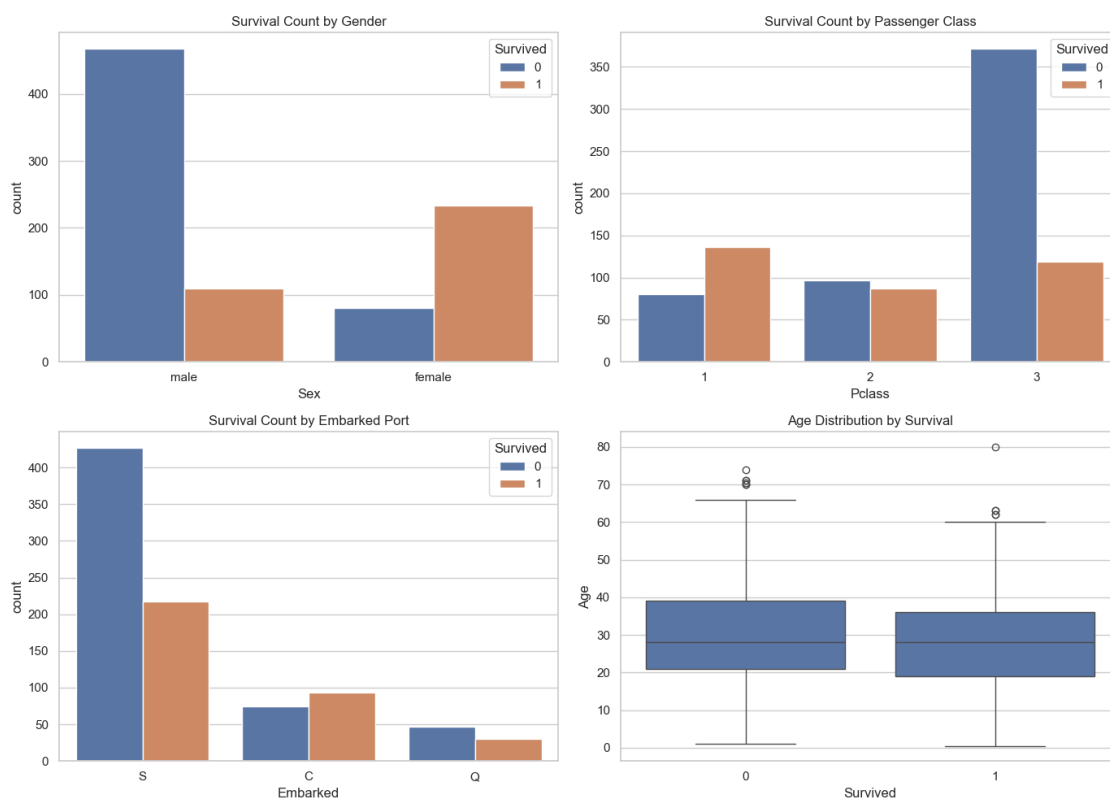 Survival Count by Gender
Survived
0
1
400
300
200
100
0
count
male
female
Sex
Survival Count by Passenger Class
Survived
0
1
350
300
250
200
150
100
50
0
count
1
2
3
Pclass
Survival Count by Embarked Port
Survived
0
1
400
350
300
250
200
150
100
50
0
count
S
C
Q
Embarked
Age Distribution by Survival
80
70
60
50
40
30
20
10
0
Age
0
1
Survived